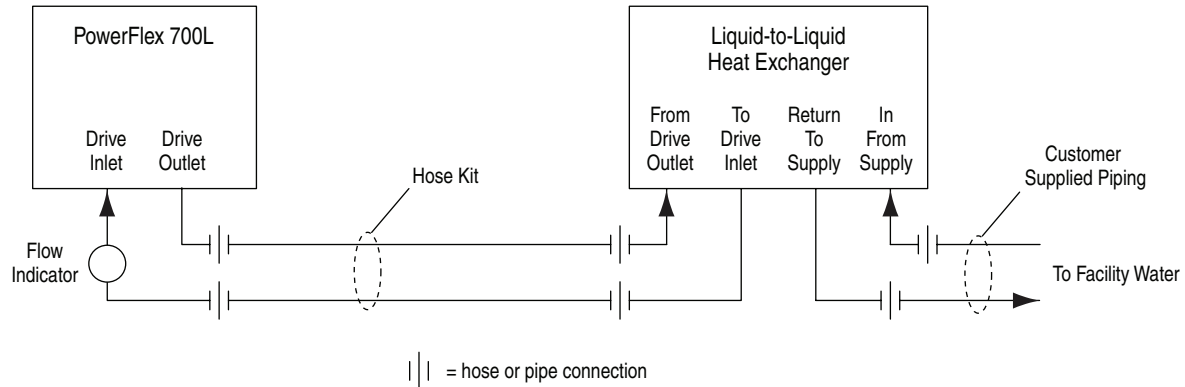 PowerFlex 700L
Drive
Inlet
Drive
Outlet
Liquid-to-Liquid
Heat Exchanger
From
Drive
Outlet
To
Drive
Inlet
Return
To
Supply
In
From
Supply
Hose Kit
Customer
Supplied Piping
Flow
Indicator
To Facility Water
= hose or pipe connection